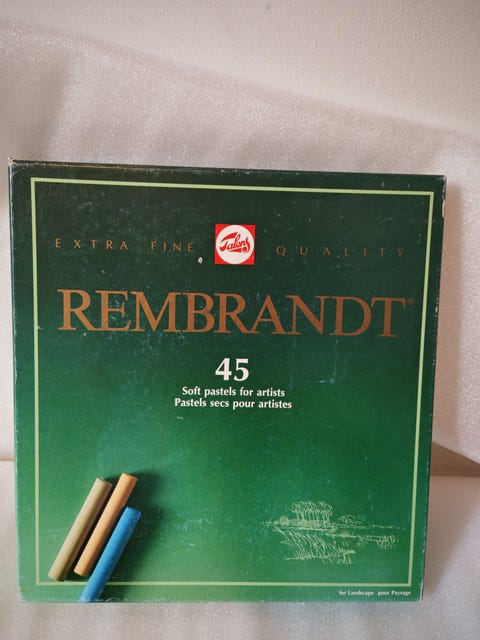 EXTRA FINE Talens QUALITY
REMBRANDT®
45
Soft pastels for artists
Pastels secs pour artistes
for Landscape - pour Paysage